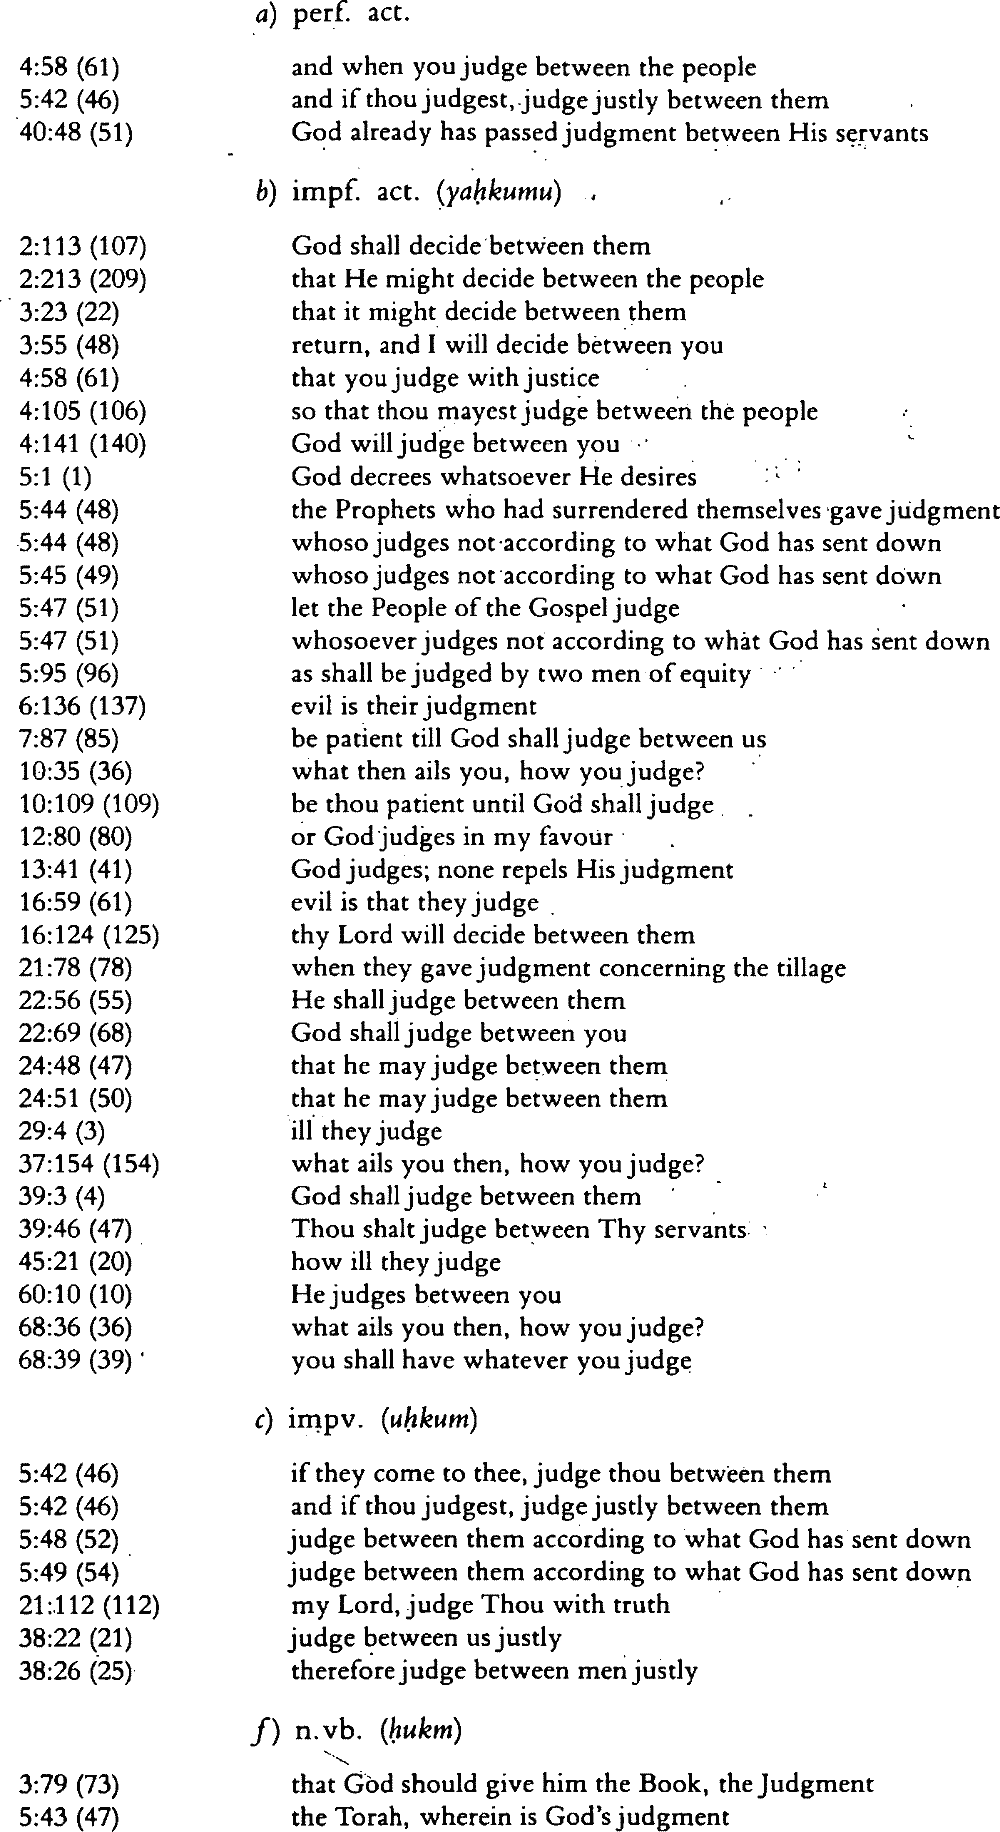 a) perf. act.
4:58 (61) and when you judge between the people
5:42 (46) and if thou judgest, judge justly between them
40:48 (51) God already has passed judgment between His servants
b) impf. act. (yaḥkumu)
2:113 (107) God shall decide between them
2:213 (209) that He might decide between the people
3:23 (22) that it might decide between them
3:55 (48) return, and I will decide between you
4:58 (61) that you judge with justice
4:105 (106) so that thou mayest judge between the people
4:141 (140) God will judge between you
5:1 (1) God decrees whatsoever He desires
5:44 (48) the Prophets who had surrendered themselves gave judgment
5:44 (48) whoso judges not according to what God has sent down
5:45 (49) whoso judges not according to what God has sent down
5:47 (51) let the People of the Gospel judge
5:47 (51) whosoever judges not according to what God has sent down
5:95 (96) as shall be judged by two men of equity
6:136 (137) evil is their judgment
7:87 (85) be patient till God shall judge between us
10:35 (36) what then ails you, how you judge?
10:109 (109) be thou patient until God shall judge
12:80 (80) or God judges in my favour
13:41 (41) God judges; none repels His judgment
16:59 (61) evil is that they judge
16:124 (125) thy Lord will decide between them
21:78 (78) when they gave judgment concerning the tillage
22:56 (55) He shall judge between them
22:69 (68) God shall judge between you
24:48 (47) that he may judge between them
24:51 (50) that he may judge between them
29:4 (3) ill they judge
37:154 (154) what ails you then, how you judge?
39:3 (4) God shall judge between them
39:46 (47) Thou shalt judge between Thy servants
45:21 (20) how ill they judge
60:10 (10) He judges between you
68:36 (36) what ails you then, how you judge?
68:39 (39) you shall have whatever you judge
c) impv. (uḥkum)
5:42 (46) if they come to thee, judge thou between them
5:42 (46) and if thou judgest, judge justly between them
5:48 (52) judge between them according to what God has sent down
5:49 (54) judge between them according to what God has sent down
21:112 (112) my Lord, judge Thou with truth
38:22 (21) judge between us justly
38:26 (25) therefore judge between men justly
f) n.vb. (ḥukm)
3:79 (73) that God should give him the Book, the Judgment
5:43 (47) the Torah, wherein is God's judgment